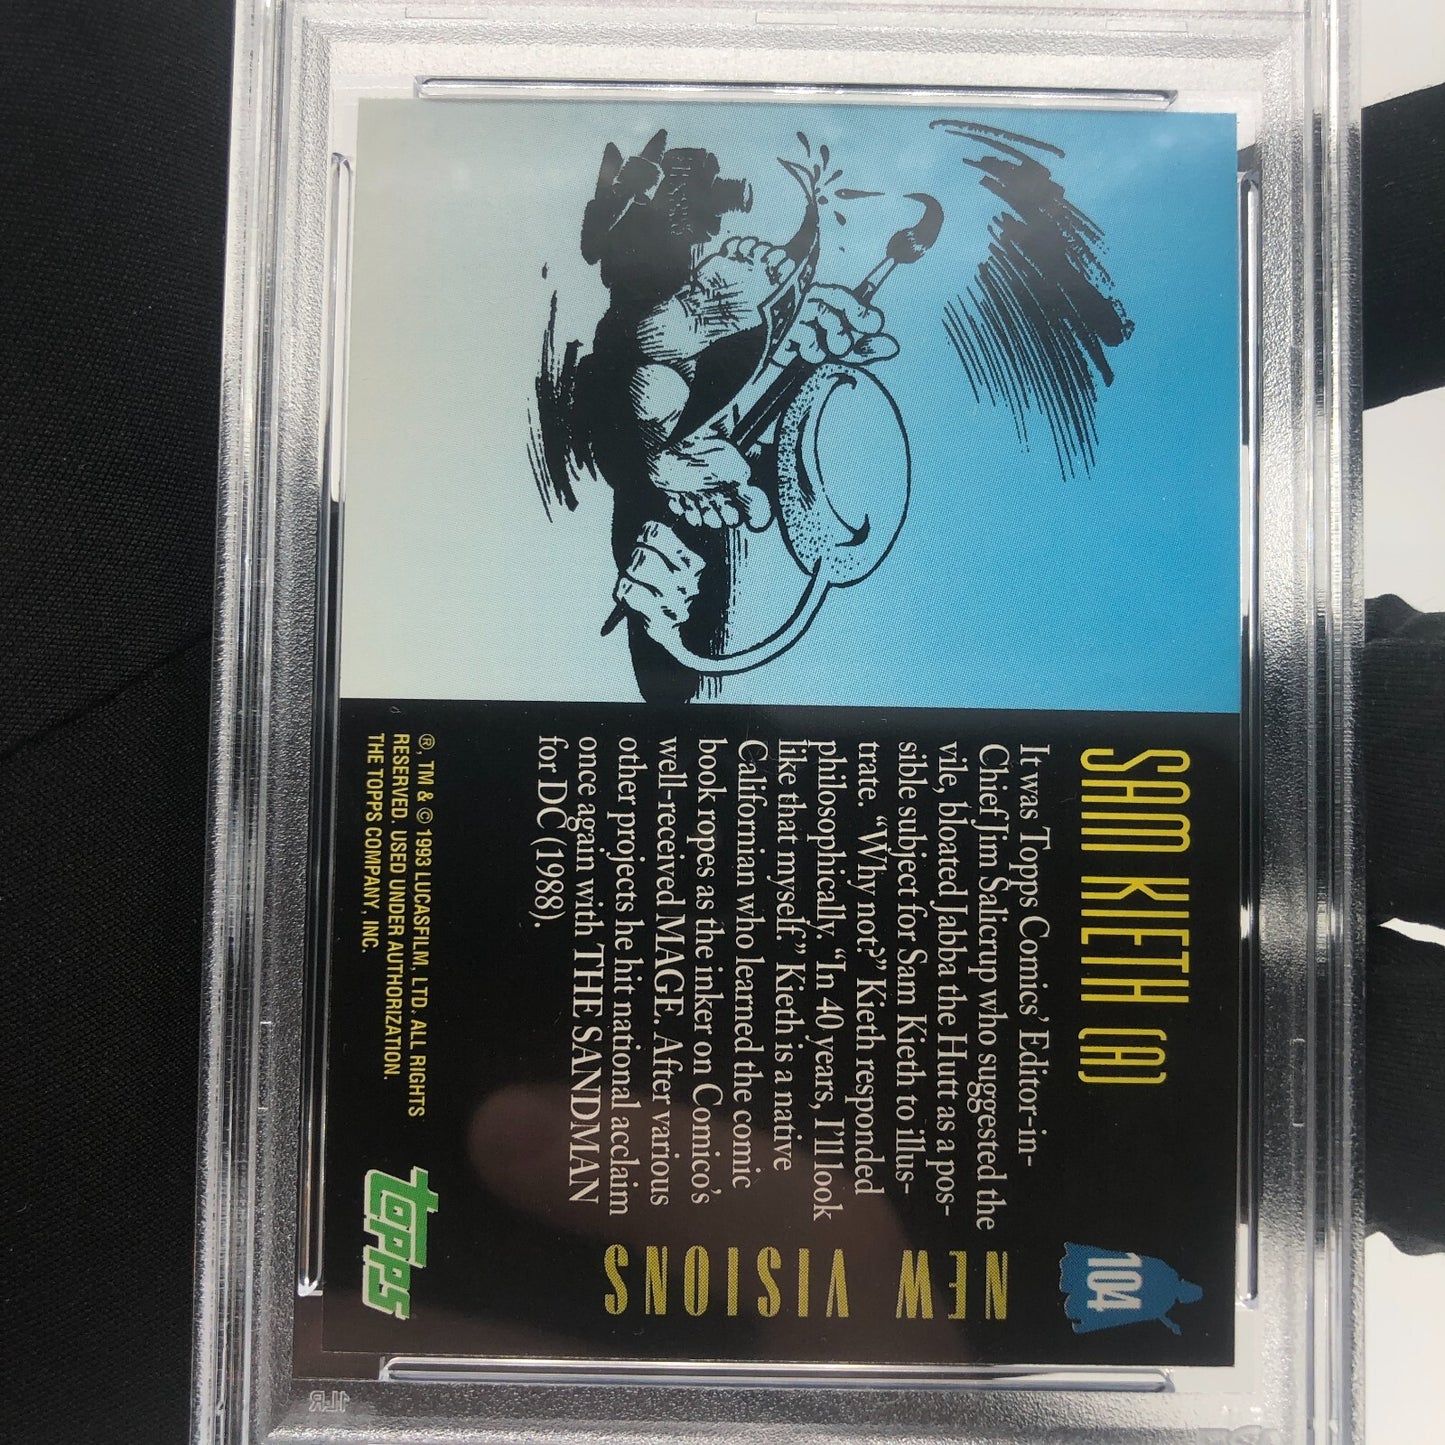 SAM KIETH (A)
104
It was Topps Comics' Editor-in-
Chief Jim Salicrup who suggested the
vile, bloated Jabba the Hutt as a pos-
sible subject for Sam Kieth to illus-
trate. “Why not?” Kieth responded
philosophically. “In 40 years, I'll look
like that myself.” Kieth is a native
Californian who learned the comic
book ropes as the inker on Comico's
well-received MAGE. After various
other projects he hit national acclaim
once again with THE SANDMAN
for DC (1988).
NEW VISIONS
®, TM & © 1993 LUCASFILM, LTD. ALL RIGHTS
RESERVED. USED UNDER AUTHORIZATION.
THE TOPPS COMPANY, INC.
topps
1LR